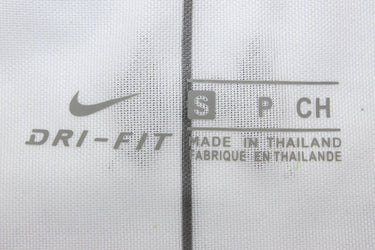 S P CH
DRI-FIT
MADE IN THAILAND
FABRIQUE EN THAILANDE